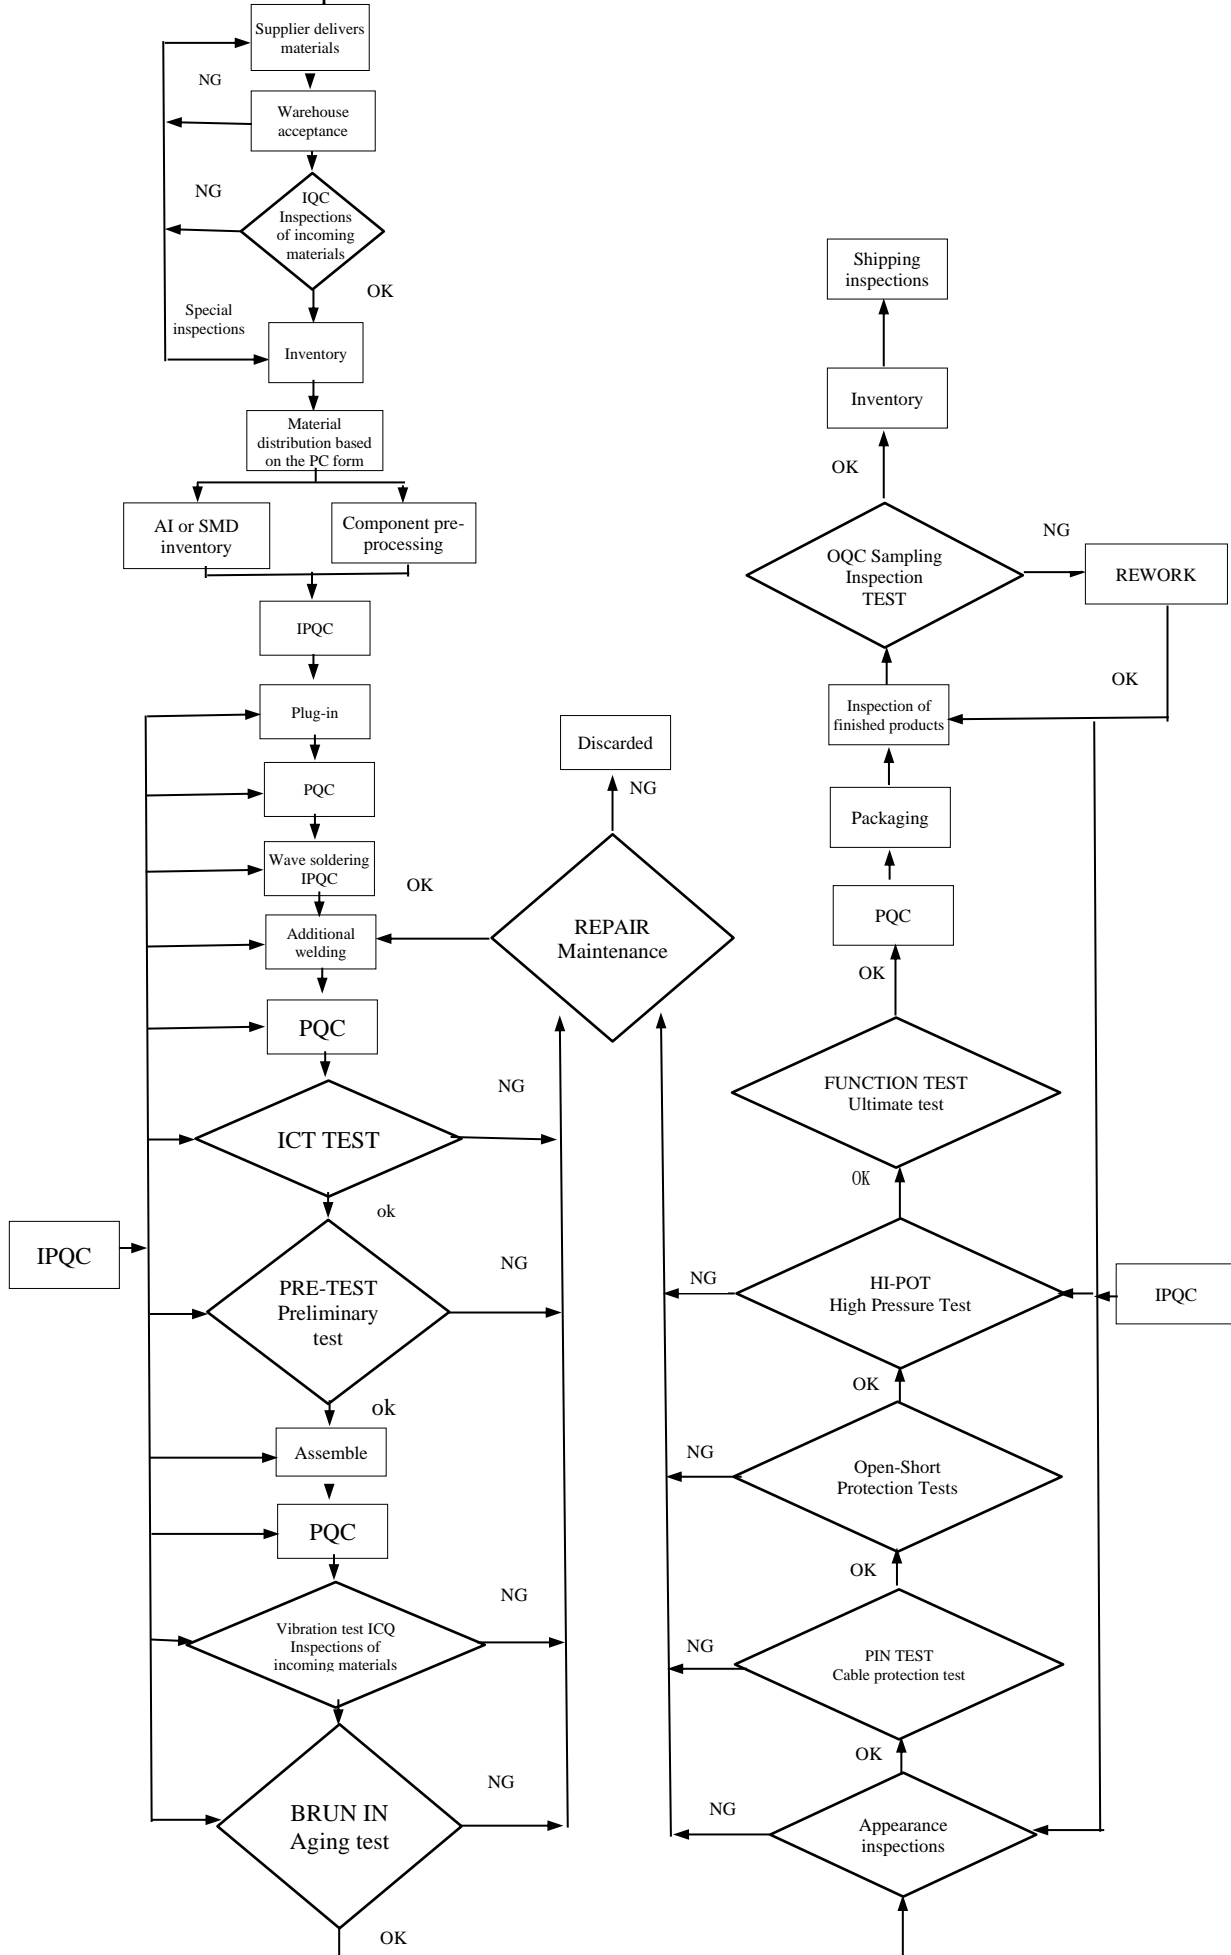 Supplier delivers
materials
NG
Warehouse
acceptance
NG
IQC
Inspections
of incoming
materials
OK
Special
inspections
Inventory
Material
distribution based
on the PC form
AI or SMD
inventory
Component pre-
processing
IPQC
Plug-in
PQC
Wave soldering
IPQC
OK
Additional
welding
PQC
NG
ICT TEST
ok
IPQC
NG
PRE-TEST
Preliminary
test
ok
Assemble
PQC
NG
Vibration test ICQ
Inspections of
incoming materials
NG
BRUN IN
Aging test
OK
Discarded
NG
REPAIR
Maintenance
Shipping
inspections
Inventory
OK
NG
OQC Sampling
Inspection
TEST
REWORK
OK
Inspection of
finished products
Packaging
PQC
OK
FUNCTION TEST
Ultimate test
OK
NG
HI-POT
High Pressure Test
IPQC
OK
NG
Open-Short
Protection Tests
OK
NG
PIN TEST
Cable protection test
OK
NG
Appearance
inspections